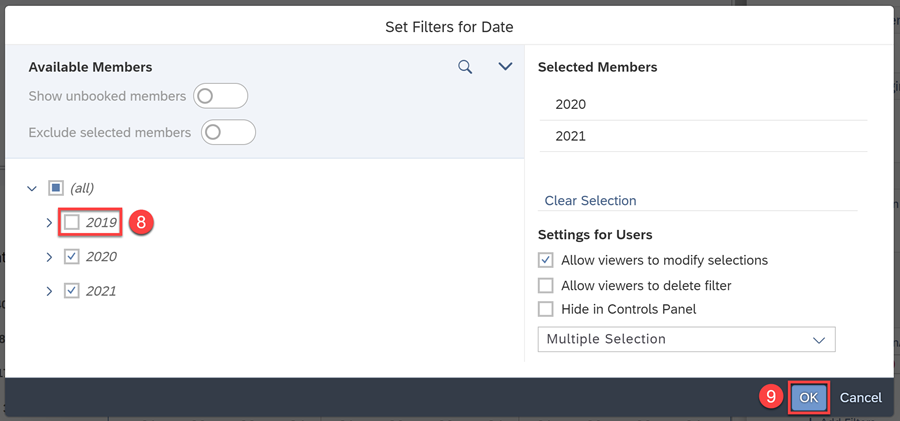 Set Filters for Date
Available Members
Show unbooked members
Exclude selected members
(all)
2019
8
2020
2021
Selected Members
2020
2021
Clear Selection
Settings for Users
Allow viewers to modify selections
Allow viewers to delete filter
Hide in Controls Panel
Multiple Selection
9
OK
Cancel